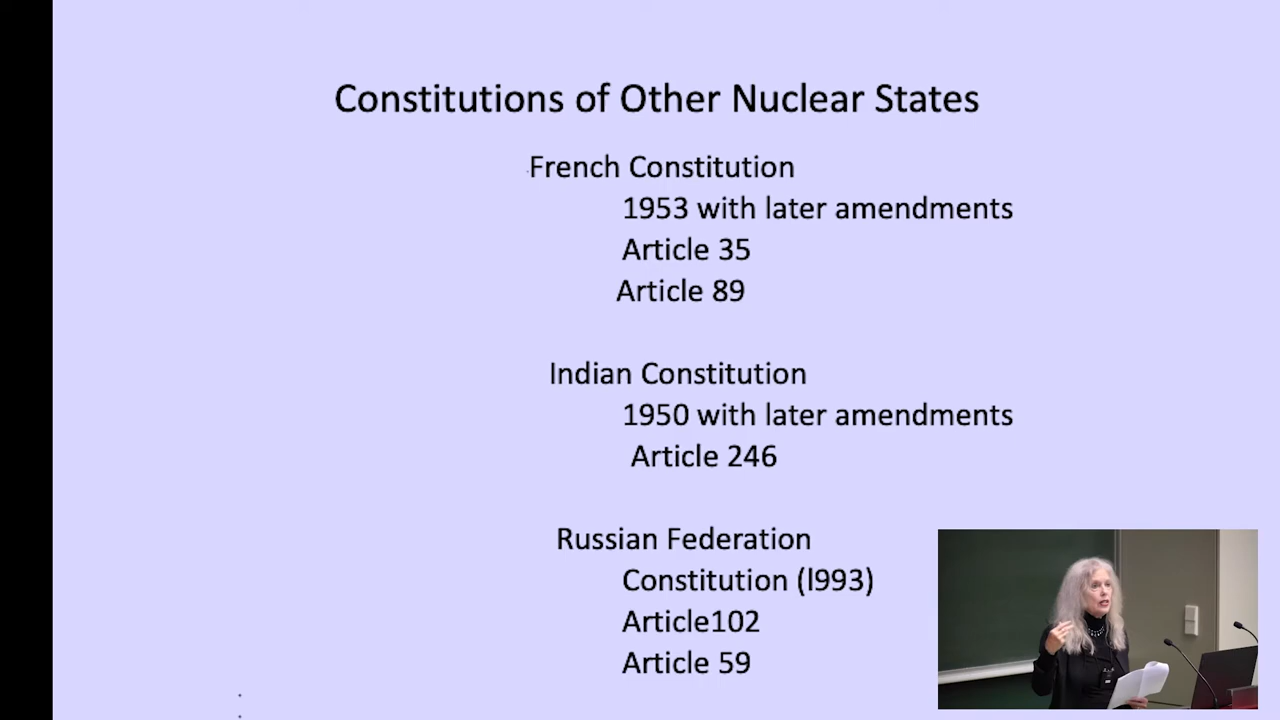 Constitutions of Other Nuclear States
French Constitution
1953 with later amendments
Article 35
Article 89
Indian Constitution
1950 with later amendments
Article 246
Russian Federation
Constitution (l993)
Article102
Article 59